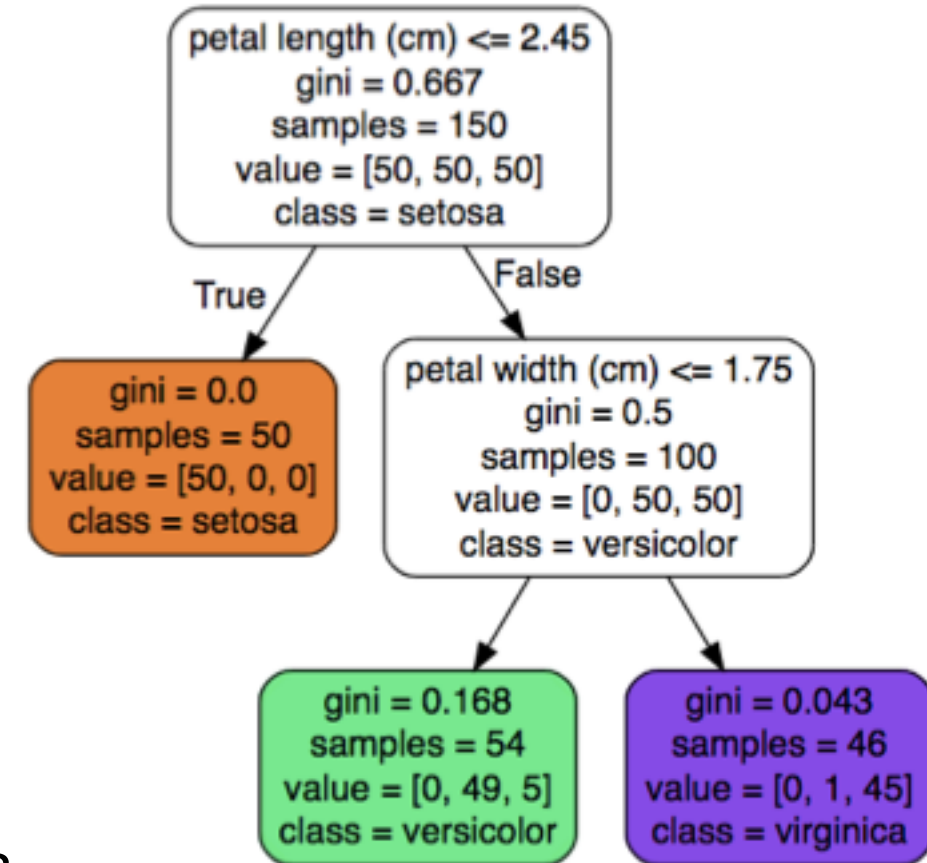 petal length (cm) <= 2.45
gini = 0.667
samples = 150
value = [50, 50, 50]
class = setosa
True
False
gini = 0.0
samples = 50
value = [50, 0, 0]
class = setosa
petal width (cm) <= 1.75
gini = 0.5
samples = 100
value = [0, 50, 50]
class = versicolor
gini = 0.168
samples = 54
value = [0, 49, 5]
class = versicolor
gini = 0.043
samples = 46
value = [0, 1, 45]
class = virginica